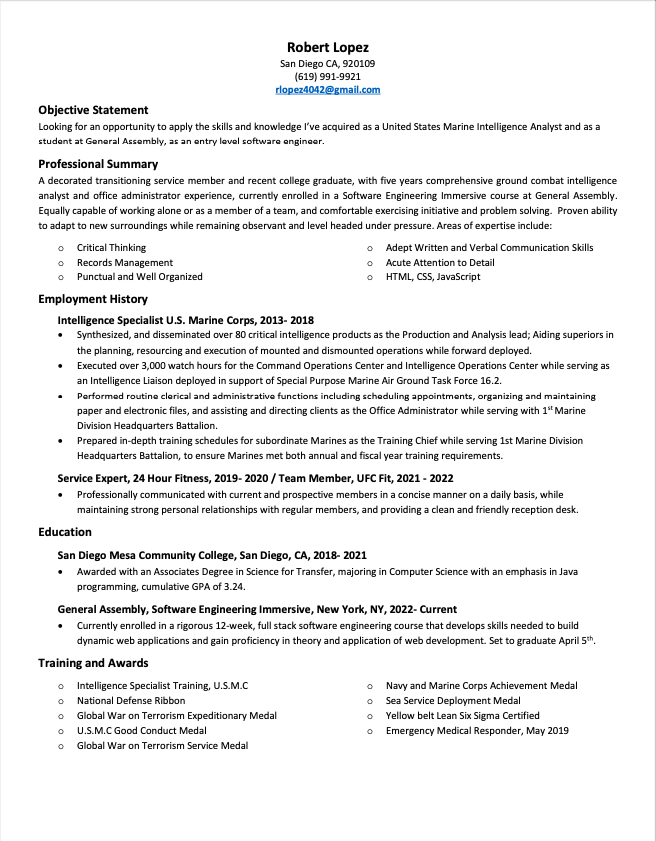 Robert Lopez
San Diego CA, 920109
(619) 991-9921
rlopez4042@gmail.com
Objective Statement
Looking for an opportunity to apply the skills and knowledge I've acquired as a United States Marine Intelligence Analyst and as a
student at General Assembly, as an entry level software engineer.
Professional Summary
A decorated transitioning service member and recent college graduate, with five years comprehensive ground combat intelligence
analyst and office administrator experience, currently enrolled in a Software Engineering Immersive course at General Assembly.
Equally capable of working alone or as a member of a team, and comfortable exercising initiative and problem solving. Proven ability
to adapt to new surroundings while remaining observant and level headed under pressure. Areas of expertise include:
o Critical Thinking
o Records Management
o Punctual and Well Organized
o Adept Written and Verbal Communication Skills
o Acute Attention to Detail
o HTML, CSS, JavaScript
Employment History
Intelligence Specialist U.S. Marine Corps, 2013- 2018
• Synthesized, and disseminated over 80 critical intelligence products as the Production and Analysis lead; Aiding superiors in
the planning, resourcing and execution of mounted and dismounted operations while forward deployed.
• Executed over 3,000 watch hours for the Command Operations Center and Intelligence Operations Center while serving as
an Intelligence Liaison deployed in support of Special Purpose Marine Air Ground Task Force 16.2.
• Performed routine clerical and administrative functions including scheduling appointments, organizing and maintaining
paper and electronic files, and assisting and directing clients as the Office Administrator while serving with 1st Marine
Division Headquarters Battalion.
• Prepared in-depth training schedules for subordinate Marines as the Training Chief while serving 1st Marine Division
Headquarters Battalion, to ensure Marines met both annual and fiscal year training requirements.
Service Expert, 24 Hour Fitness, 2019- 2020 / Team Member, UFC Fit, 2021 - 2022
• Professionally communicated with current and prospective members in a concise manner on a daily basis, while
maintaining strong personal relationships with regular members, and providing a clean and friendly reception desk.
Education
San Diego Mesa Community College, San Diego, CA, 2018- 2021
• Awarded with an Associates Degree in Science for Transfer, majoring in Computer Science with an emphasis in Java
programming, cumulative GPA of 3.24.
General Assembly, Software Engineering Immersive, New York, NY, 2022- Current
• Currently enrolled in a rigorous 12-week, full stack software engineering course that develops skills needed to build
dynamic web applications and gain proficiency in theory and application of web development. Set to graduate April 5th.
Training and Awards
o Intelligence Specialist Training, U.S.M.C
o National Defense Ribbon
o Global War on Terrorism Expeditionary Medal
o U.S.M.C Good Conduct Medal
o Global War on Terrorism Service Medal
o Navy and Marine Corps Achievement Medal
o Sea Service Deployment Medal
o Yellow belt Lean Six Sigma Certified
o Emergency Medical Responder, May 2019